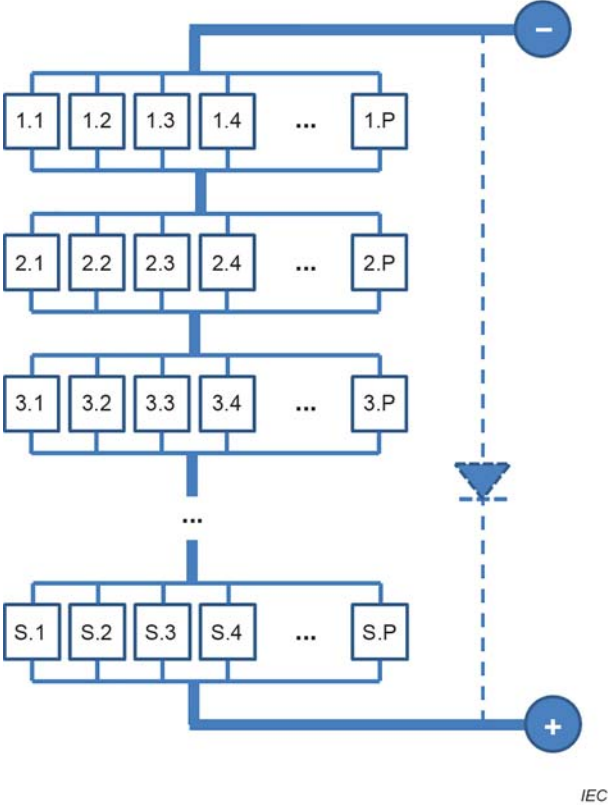 −
1.1 1.2 1.3 1.4 ... 1.P
2.1 2.2 2.3 2.4 ... 2.P
3.1 3.2 3.3 3.4 ... 3.P
...
S.1 S.2 S.3 S.4 ... S.P
+
IEC